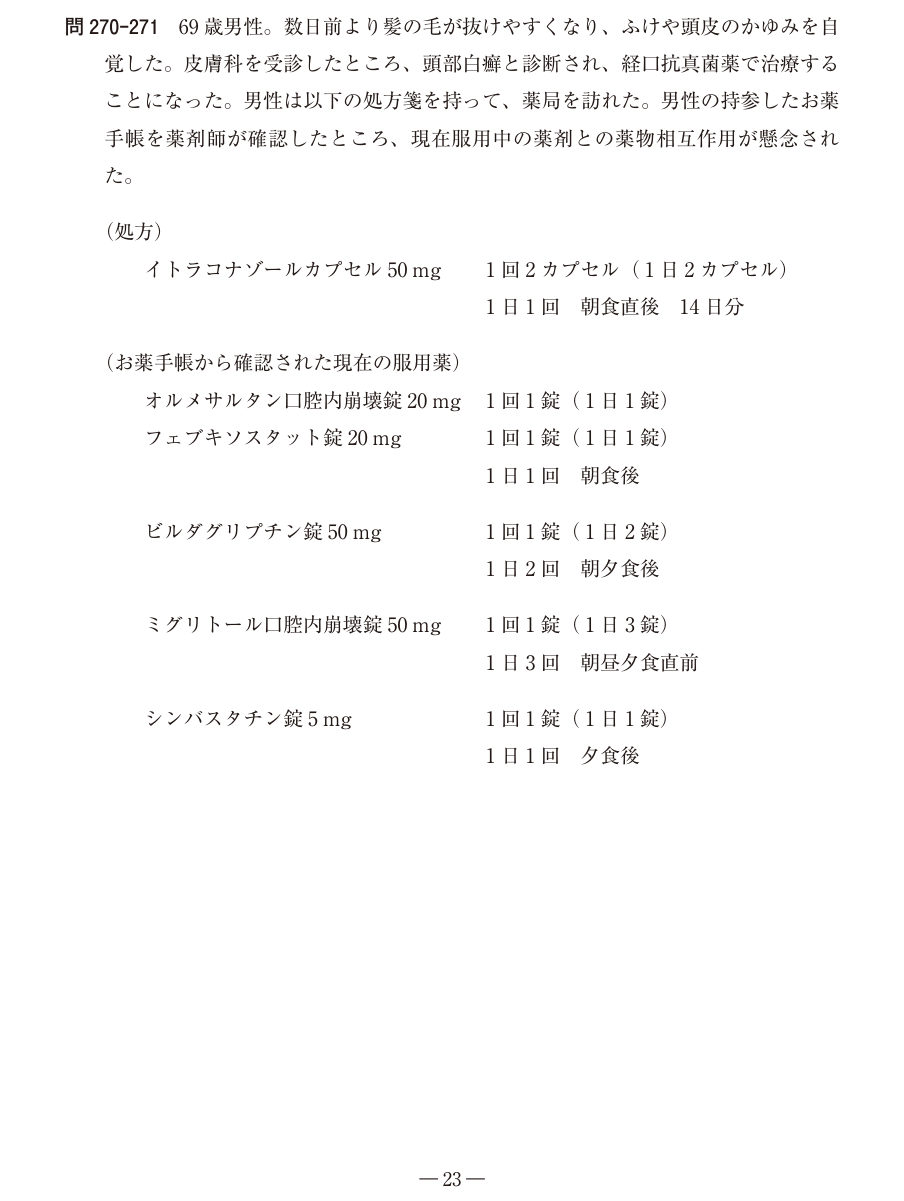 問 270-271　69 歳男性。数日前より髪の毛が抜けやすくなり、ふけや頭皮のかゆみを自
覚した。皮膚科を受診したところ、頭部白癬と診断され、経口抗真菌薬で治療する
ことになった。男性は以下の処方箋を持って、薬局を訪れた。男性の持参したお薬
手帳を薬剤師が確認したところ、現在服用中の薬剤との薬物相互作用が懸念され
た。
（処方）
イトラコナゾールカプセル 50 mg　1 回 2 カプセル（1 日 2 カプセル）
1 日 1 回　朝食直後　14 日分
（お薬手帳から確認された現在の服用薬）
オルメサルタン口腔内崩壊錠 20 mg　1 回 1 錠（1 日 1 錠）
フェブキソスタット錠 20 mg　1 回 1 錠（1 日 1 錠）
1 日 1 回　朝食後
ビルダグリプチン錠 50 mg　1 回 1 錠（1 日 2 錠）
1 日 2 回　朝夕食後
ミグリトール口腔内崩壊錠 50 mg　1 回 1 錠（1 日 3 錠）
1 日 3 回　朝昼夕食直前
シンバスタチン錠 5 mg　1 回 1 錠（1 日 1 錠）
1 日 1 回　夕食後
― 23 ―